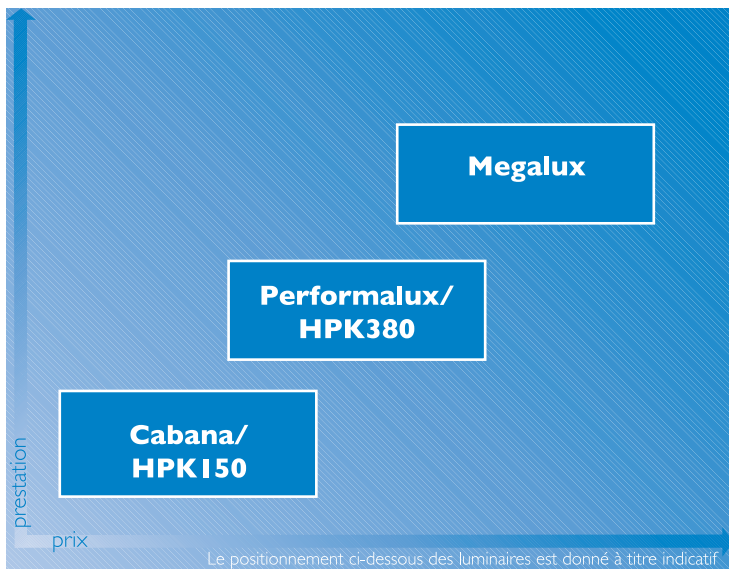 Megalux
Performalux/
HPK380
Cabana/
HPK150
prestation
prix
Le positionnement ci-dessous des luminaires est donné à titre indicatif